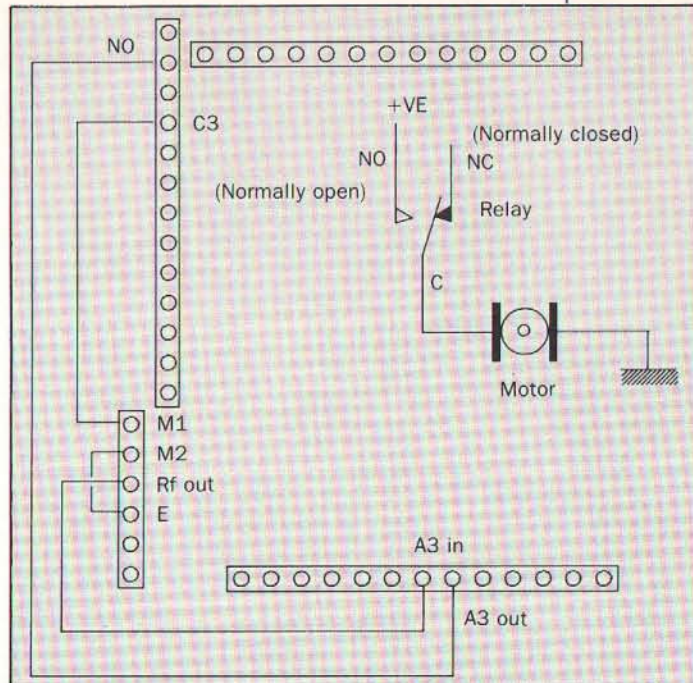 NO
C3
+VE
(Normally closed)
NO
NC
(Normally open)
Relay
C
Motor
M1
M2
Rf out
E
A3 in
A3 out